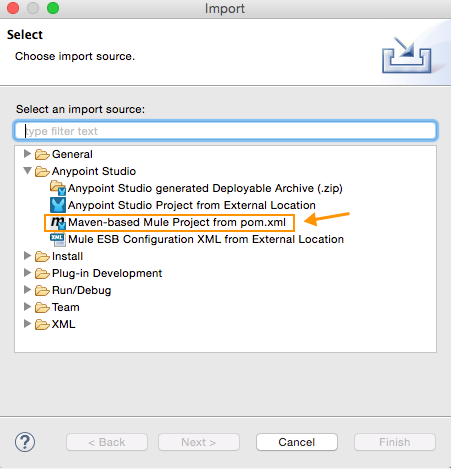 Import
Select
Choose import source.
Select an import source:
type filter text
General
Anypoint Studio
Anypoint Studio generated Deployable Archive (.zip)
Anypoint Studio Project from External Location
m Maven-based Mule Project from pom.xml
XML Mule ESB Configuration XML from External Location
Install
Plug-in Development
Run/Debug
Team
XML
?
< Back
Next >
Cancel
Finish